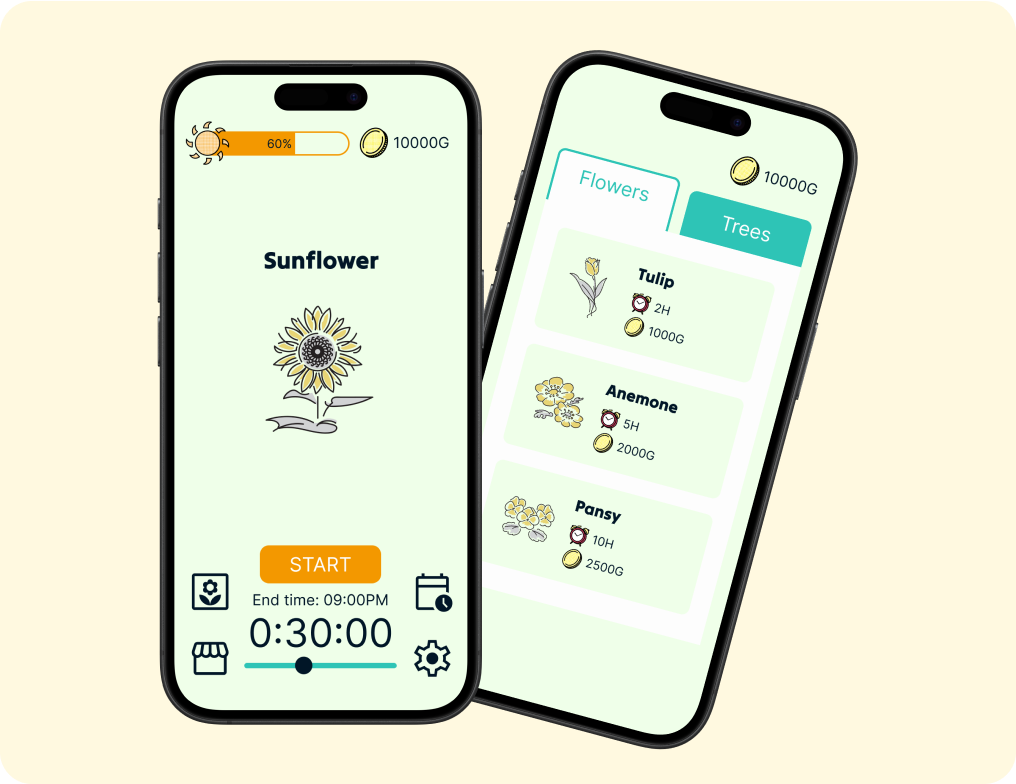 60%
10000G
Sunflower
START
End time: 09:00PM
0:30:00
10000G
Flowers
Trees
Tulip
2H
1000G
Anemone
5H
2000G
Pansy
10H
2500G